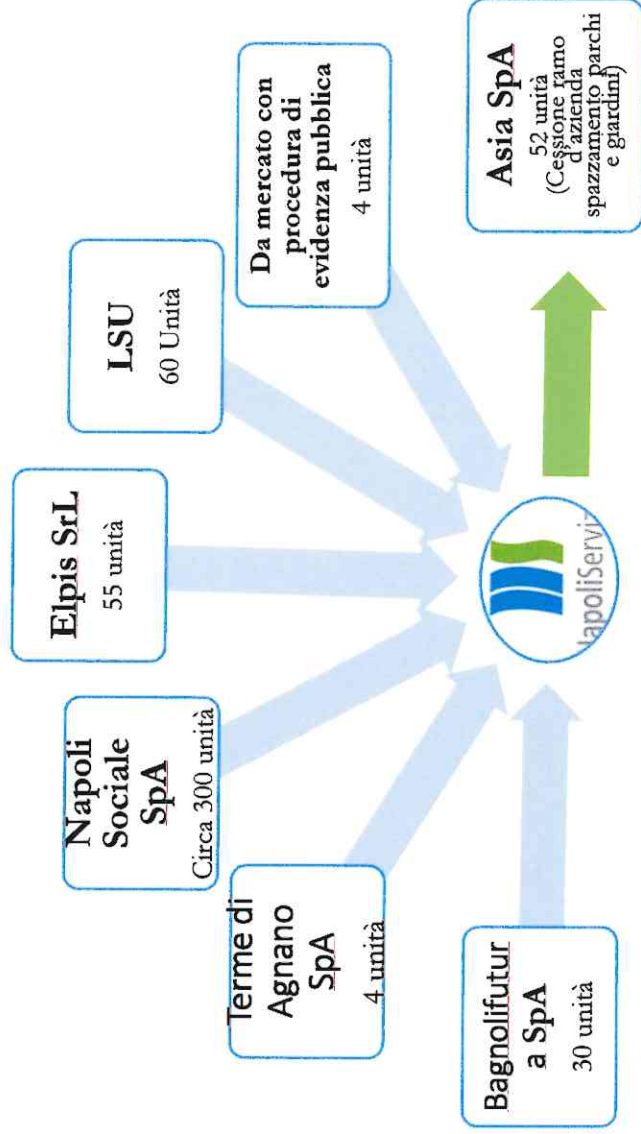 Bagnolifutur
a SpA
30 unità
Terme di
Agnano
SpA
4 unità
Napoli
Sociale
SpA
Circa 300 unità
Elpis SrL
55 unità
LSU
60 Unità
Da mercato con
procedura di
evidenza pubblica
4 unità
Asia SpA
52 unità
(Cessione ramo
d'azienda
spazzamento parchi
e giardini)
NapoliServiz